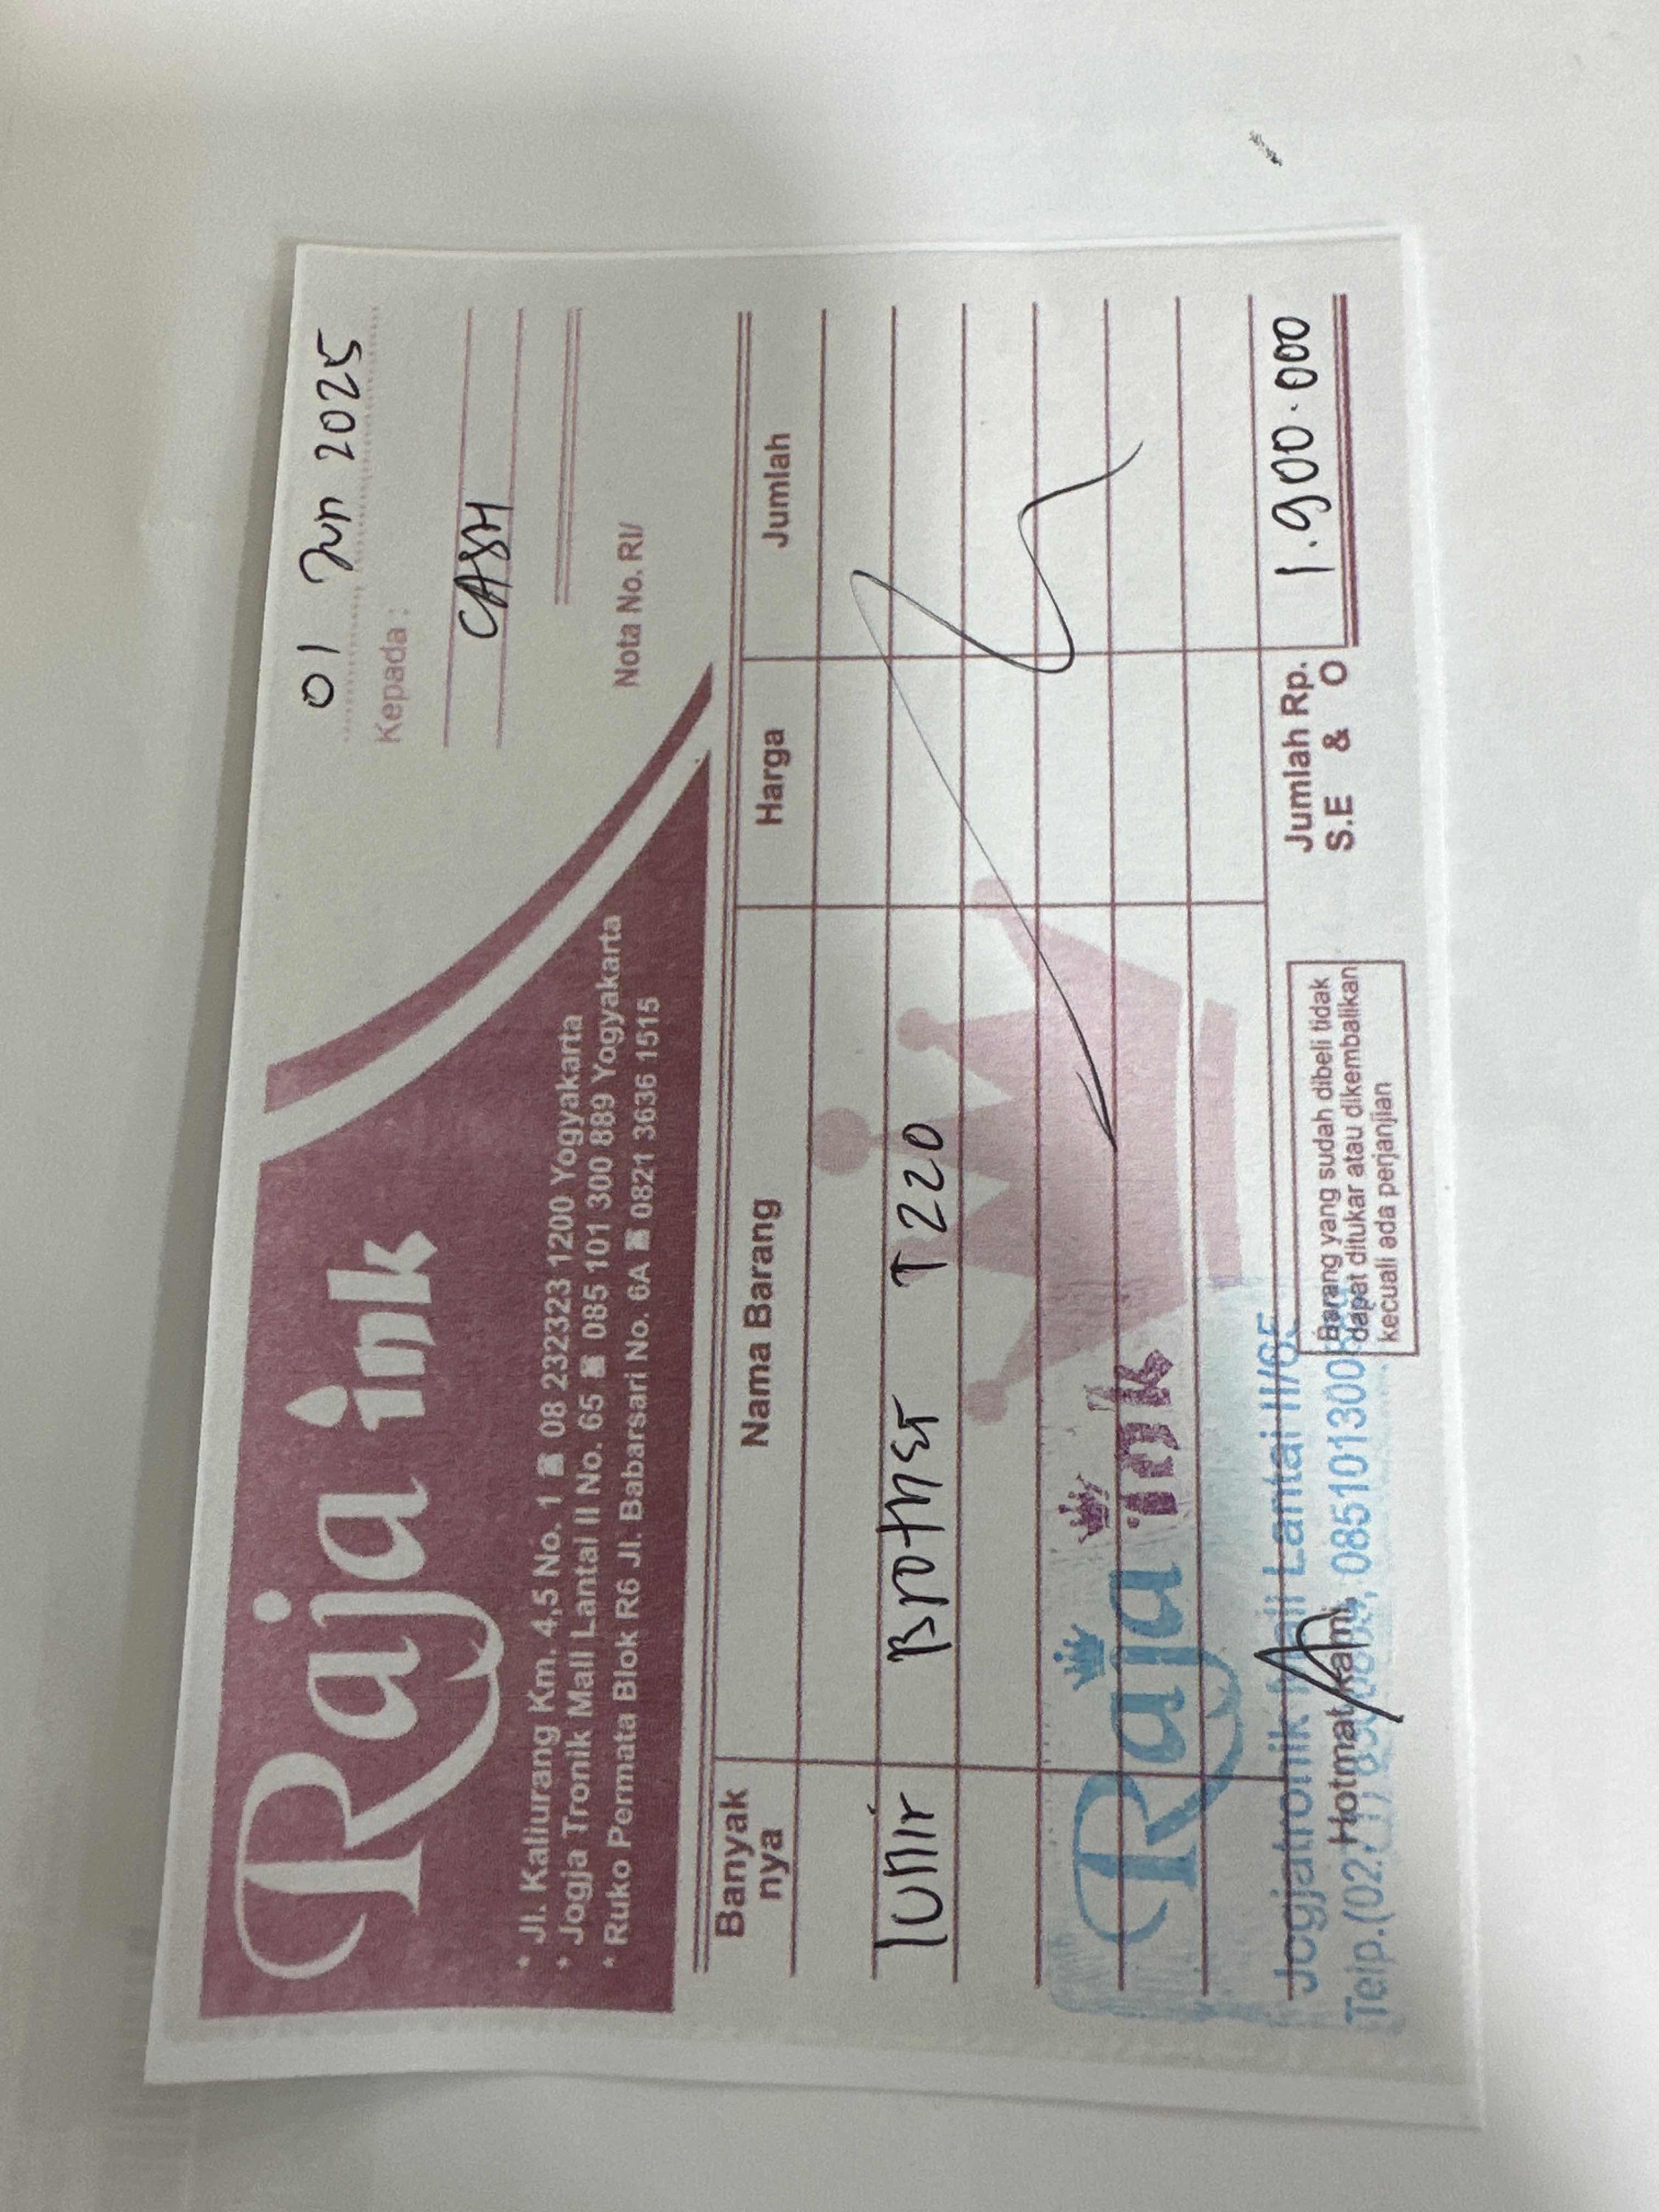 Raja ink
* Jl. Kaliurang Km. 4,5 No. 1 ☎ 08 232323 1200 Yogyakarta
* Jogja Tronik Mall Lantai II No. 65 ☎ 085 101 300 889 Yogyakarta
* Ruko Permata Blok R6 Jl. Babarsari No. 6A ☎ 0821 3636 1515
01 Jun 2025
Kepada :
CASH
Nota No. RI/
Banyak nya Nama Barang Harga Jumlah
1 Unit Brother T220
Raja ink
Jogjatronik Mall Lantai II/65
Telp.(0274) 
Hotmat kami,
Barang yang sudah dibeli tidak
dapat ditukar atau dikembalikan
kecuali ada perjanjian
Jumlah Rp. 1.900.000
S.E & O